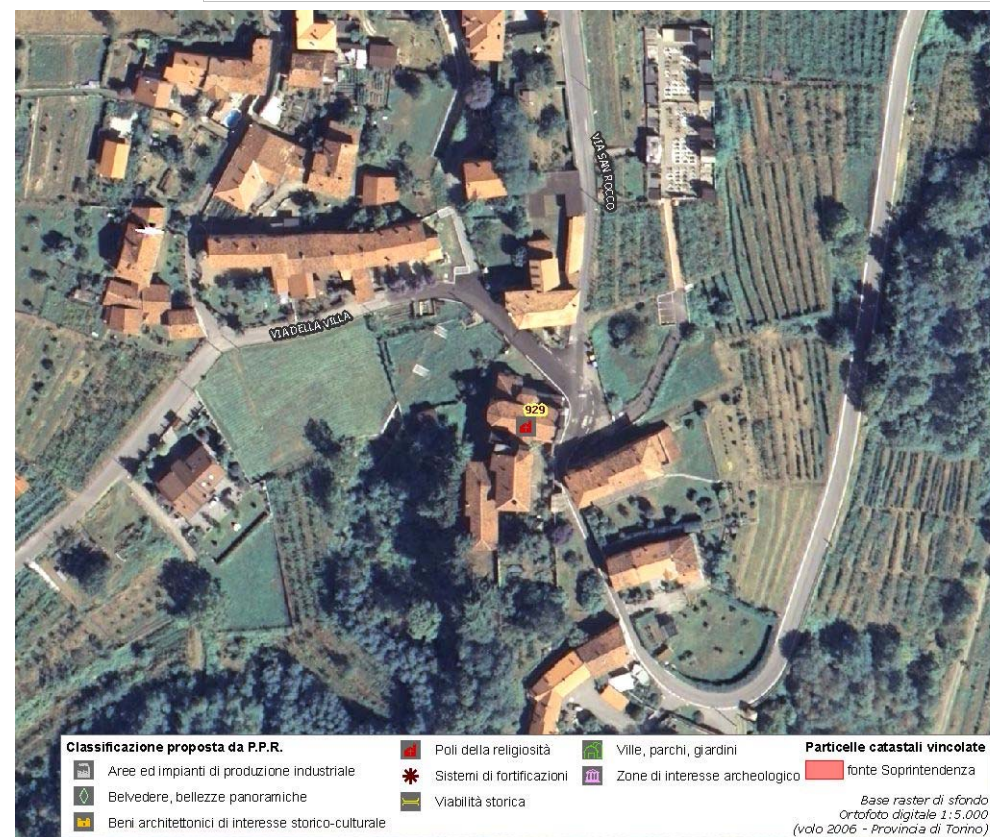 VIA SAN ROCCO
VIA DELLA VILLA
929
Classificazione proposta da P.P.R.
Aree ed impianti di produzione industriale
Belvedere, bellezze panoramiche
Beni architettonici di interesse storico-culturale
Poli della religiosità
Sistemi di fortificazioni
Viabilità storica
Ville, parchi, giardini
Zone di interesse archeologico
Particelle catastali vincolate
fonte Soprintendenza
Base raster di sfondo
Ortofoto digitale 1:5.000
(volo 2006 - Provincia di Torino)